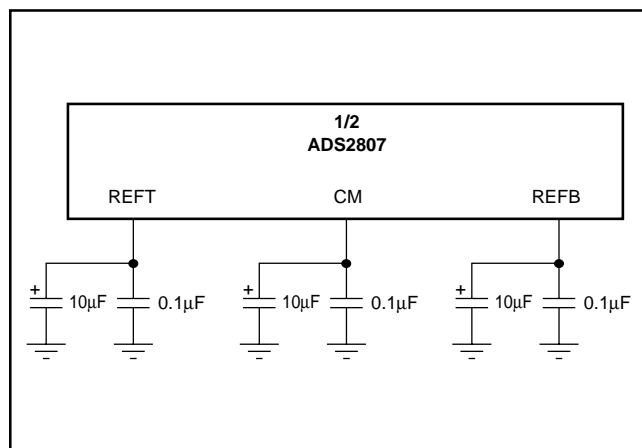 1/2
ADS2807
REFT CM REFB
+ 10µF 0.1µF + 10µF 0.1µF + 10µF 0.1µF